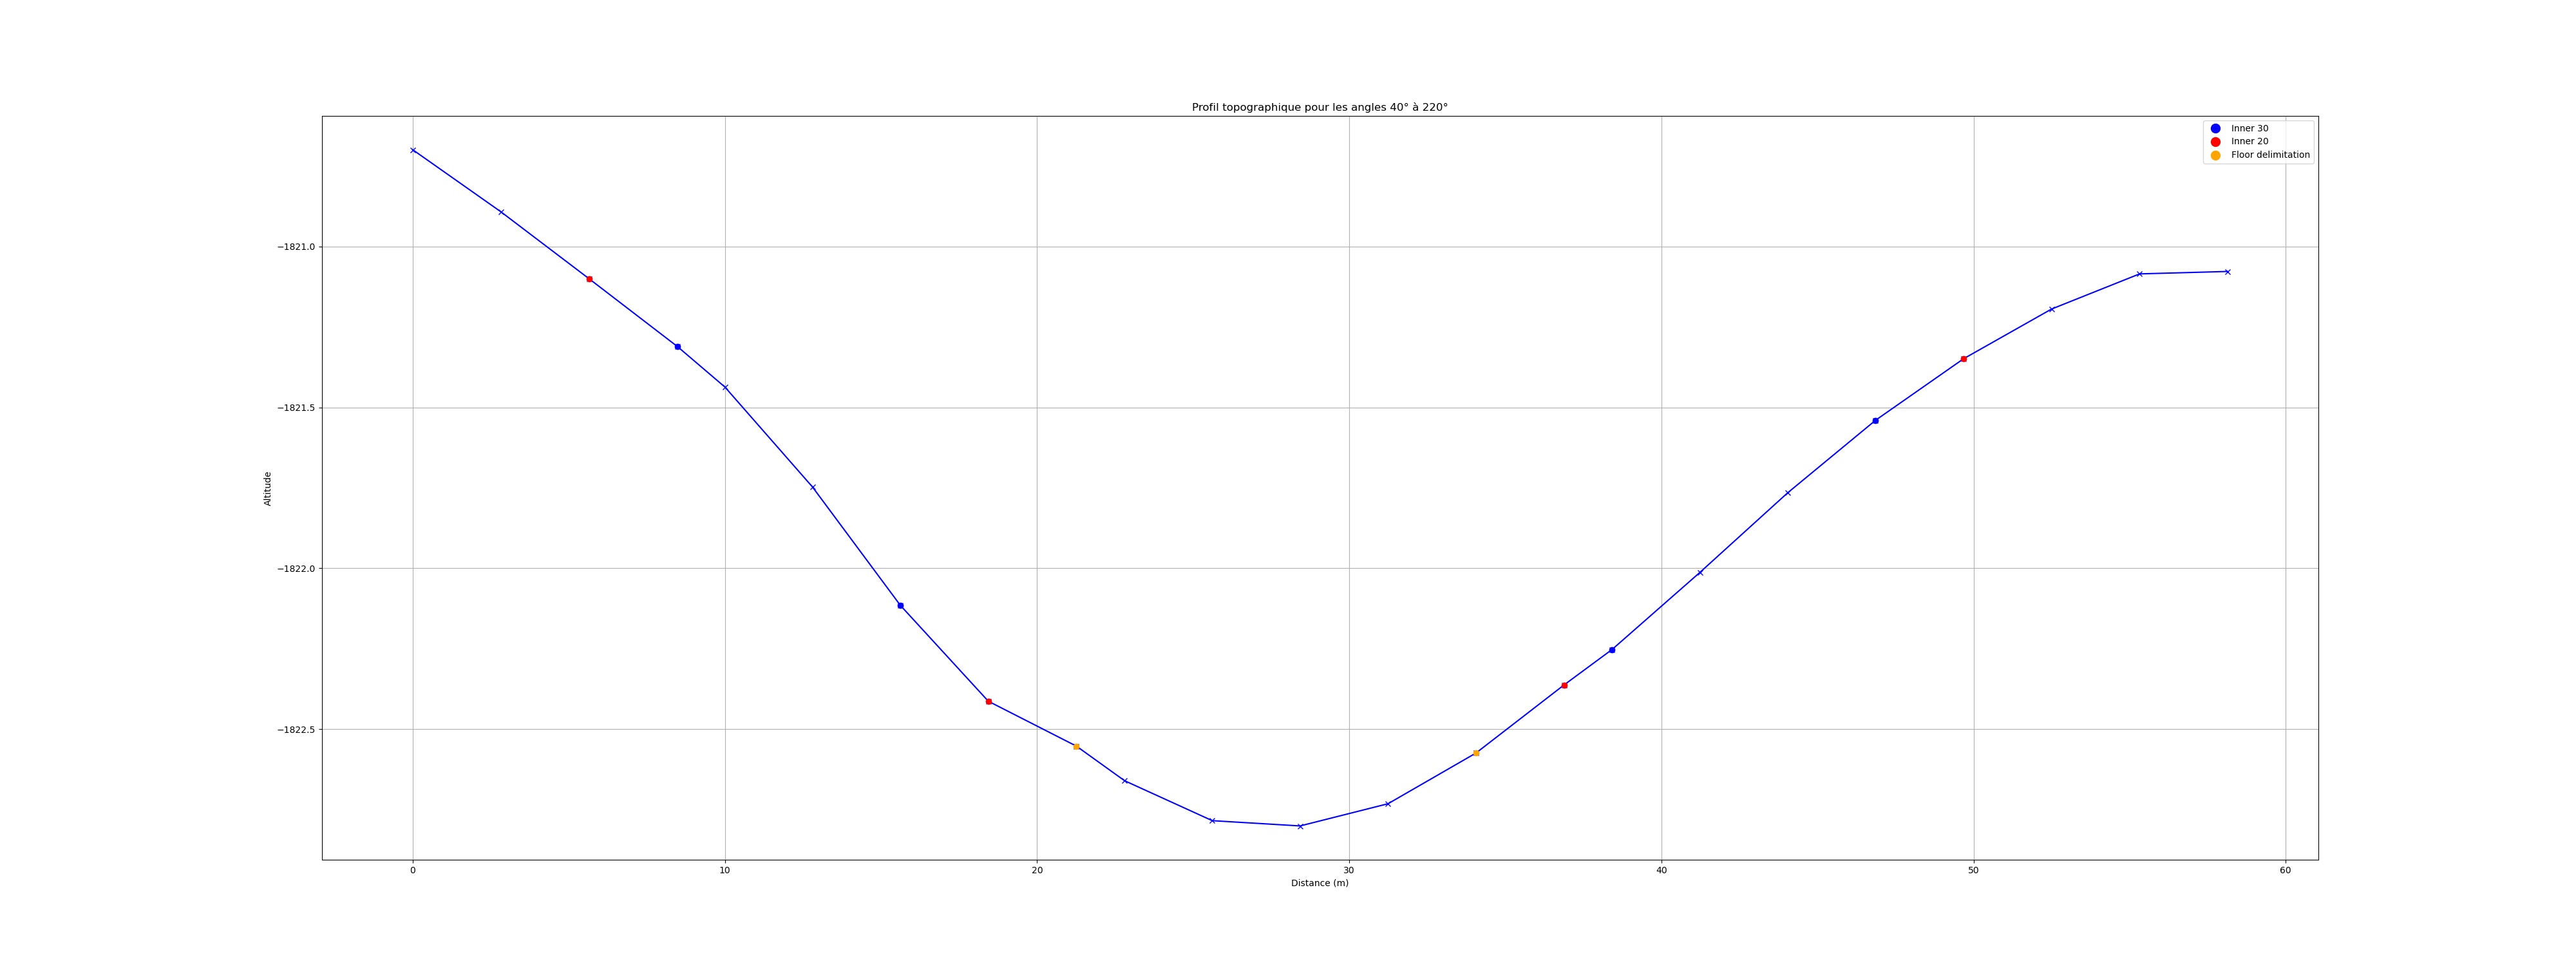 Profil topographique pour les angles 40° à 220°
Inner 30
Inner 20
Floor delimitation
−1821.0
−1821.5
−1822.0
−1822.5
Altitude
0 10 20 30 40 50 60
Distance (m)